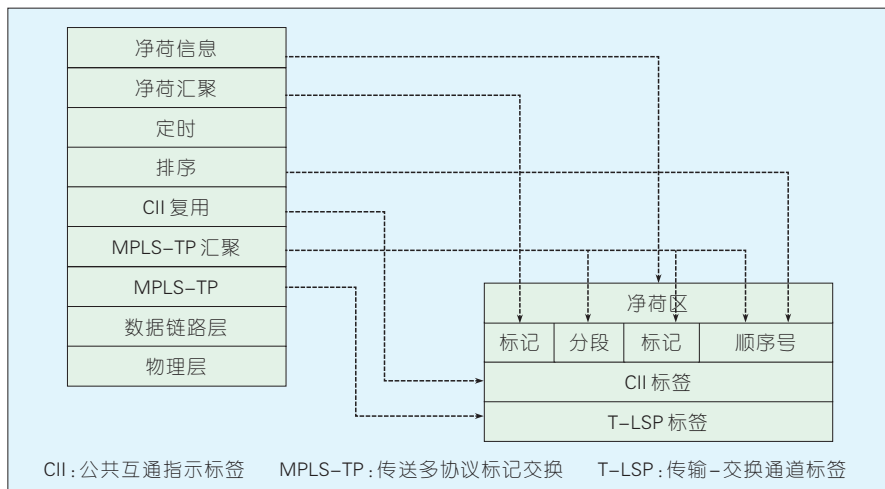 净荷信息
净荷汇聚
定时
排序
CII 复用
MPLS-TP 汇聚
MPLS-TP
数据链路层
物理层
净荷区
标记 分段 标记 顺序号
CII 标签
T-LSP 标签
CII:公共互通指示标签 MPLS-TP:传送多协议标记交换 T-LSP:传输-交换通道标签